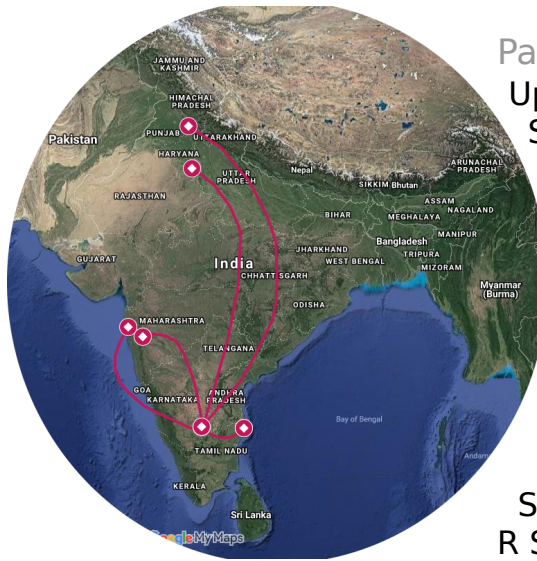 Pa
JAMMU AND
KASHMIR
Up
HIMACHAL
PRADESH
S
PUNJAB
UTTARAKHAND
Pakistan
HARYANA
ARUNACHAL
PRADESH
UTTAR
PRADESH
Nepal
SIKKIM Bhutan
RAJASTHAN
ASSAM
NAGALAND
BIHAR
MEGHALAYA
MANIPUR
Bangladesh
JHARKHAND
TRIPURA
GUJARAT
India
WEST BENGAL
MIZORAM
CHHATTISGARH
Myanmar
(Burma)
ODISHA
MAHARASHTRA
TELANGANA
GOA
KARNATAKA
ANDHRA
PRADESH
Bay of Bengal
TAMIL NADU
Andam
KERALA
Sri Lanka
S
ogle My Maps
R S